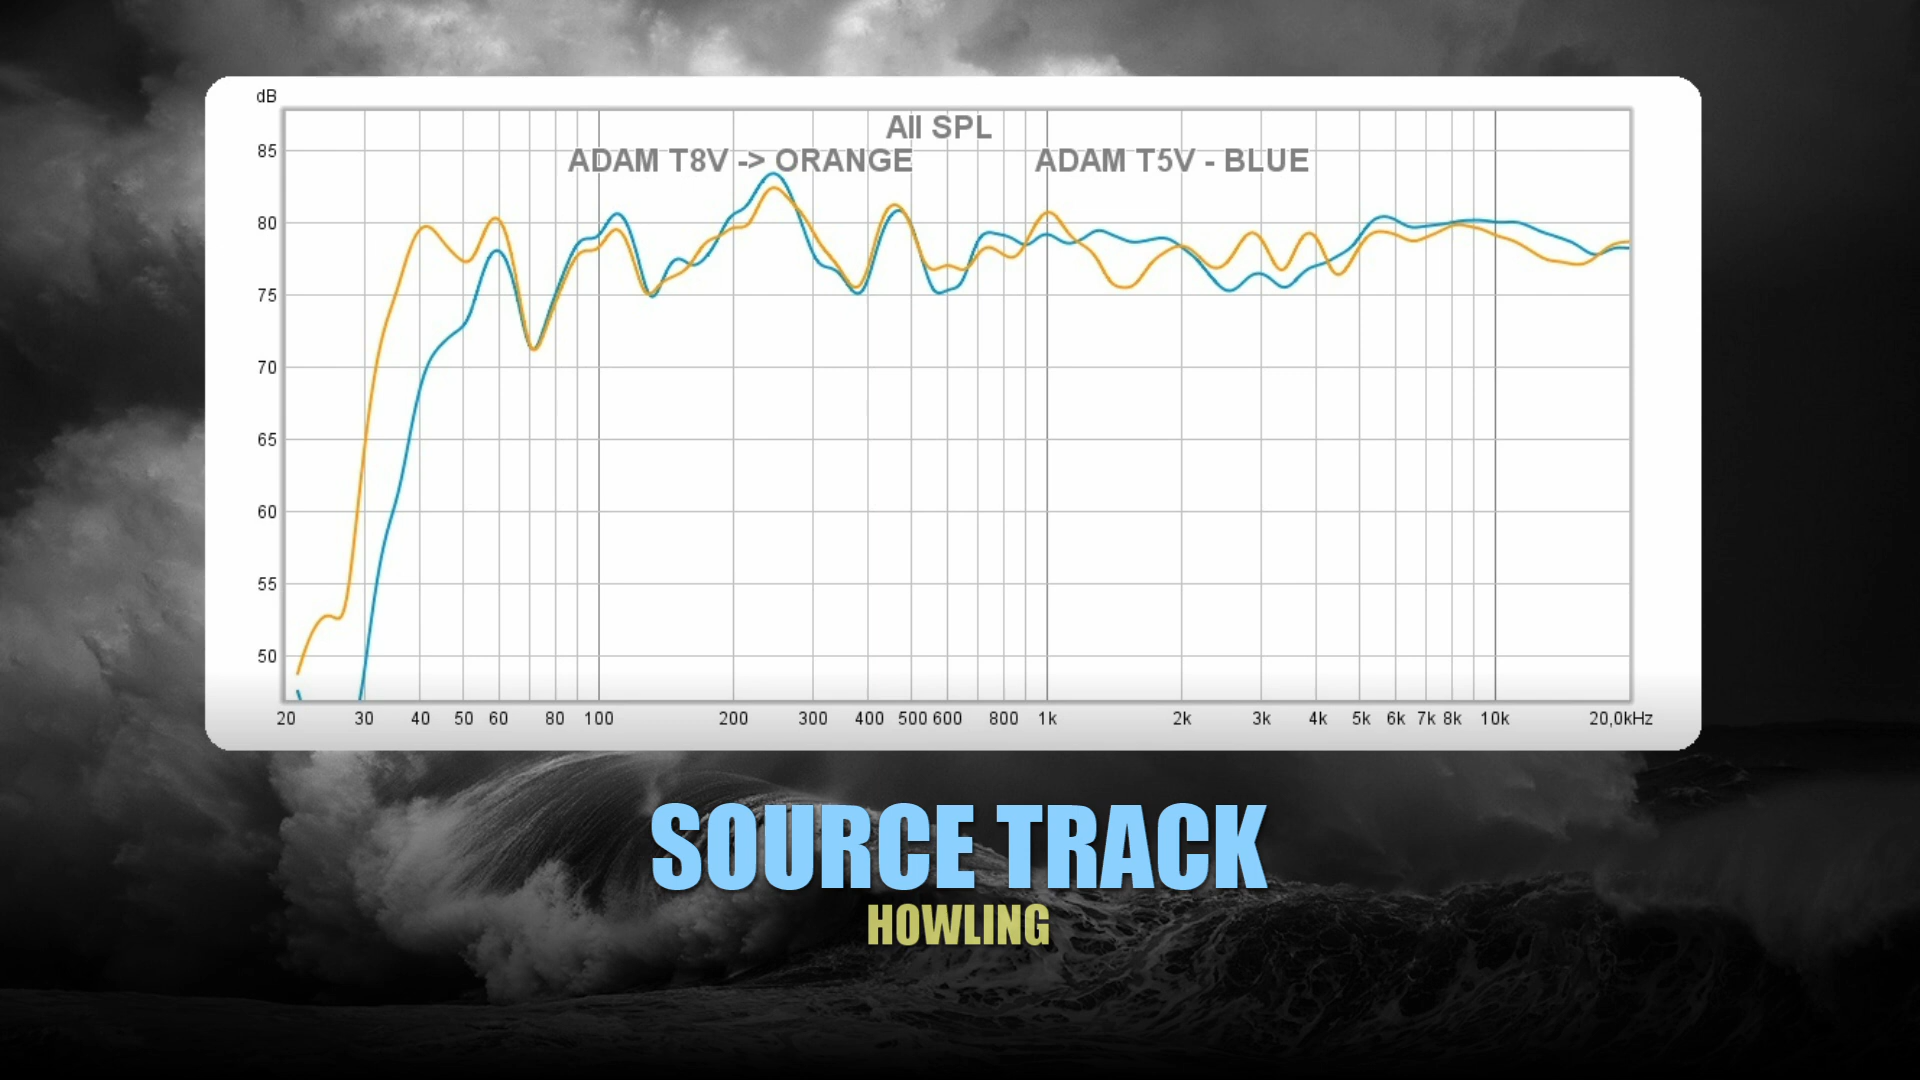 dB
All SPL
ADAM T8V -> ORANGE ADAM T5V - BLUE
85
80
75
70
65
60
55
50
20 30 40 50 60 80 100 200 300 400 500 600 800 1k 2k 3k 4k 5k 6k 7k 8k 10k 20,0kHz
SOURCE TRACK
HOWLING